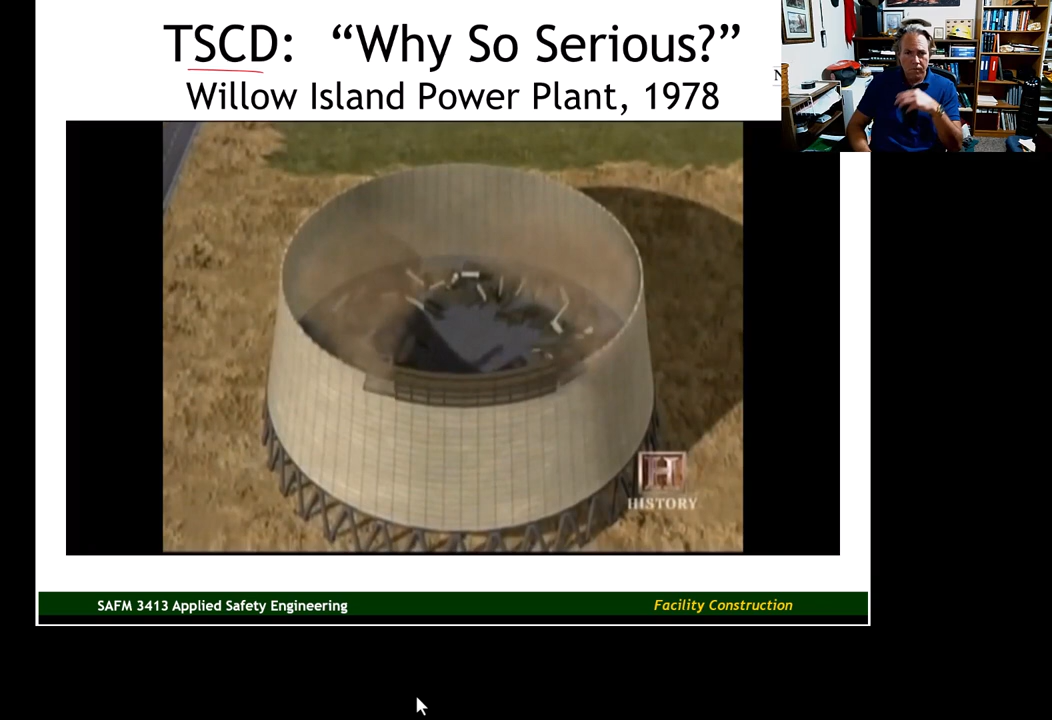 TSCD: “Why So Serious?”
Willow Island Power Plant, 1978
N
H
HISTORY
SAFM 3413 Applied Safety Engineering
Facility Construction